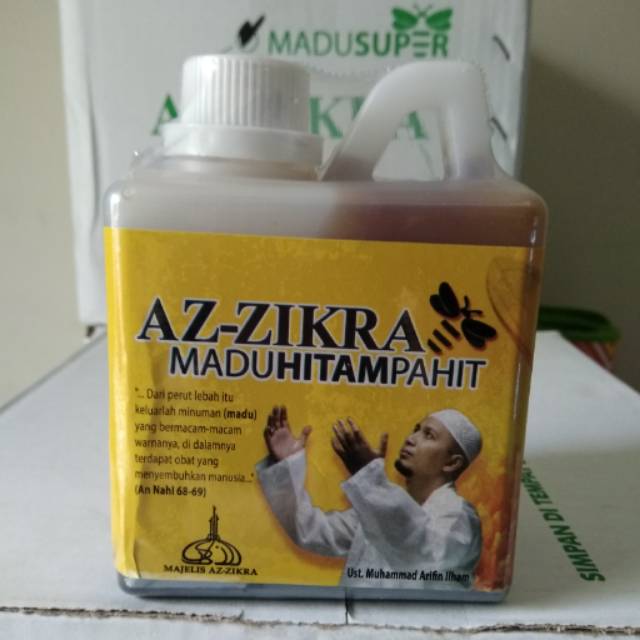 MADUSUPER
AZ-ZIKRA
MADUHITAMPAHIT
"... Dari perut lebah itu
keluarlah minuman (madu)
yang bermacam-macam
warnanya, di dalamnya
terdapat obat yang
menyembuhkan manusia..."
(An Nahl 68-69)
MAJELIS AZ-ZIKRA
Ust. Muhammad Arifin Ilham
SIMPAN DI TEMPA